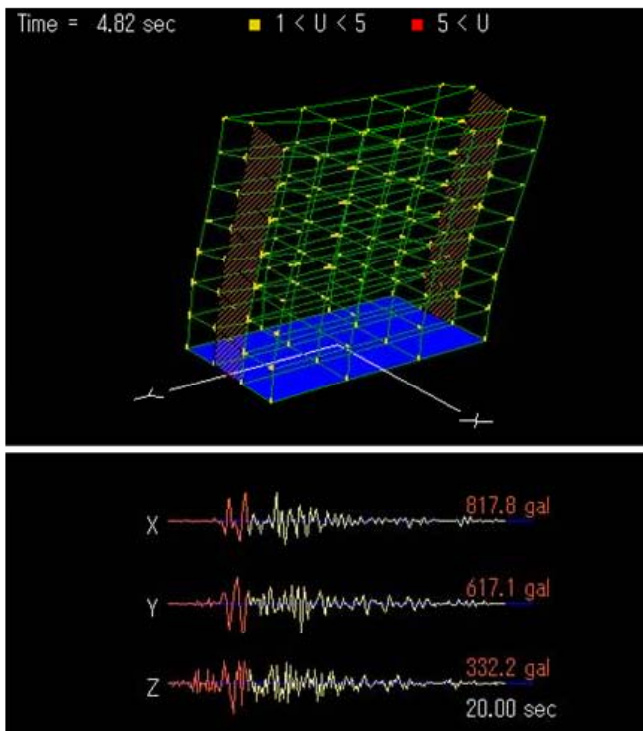 Time = 4.82 sec 1 < U < 5 5 < U
Y
X
X 817.8 gal
Y 617.1 gal
Z 332.2 gal
20.00 sec